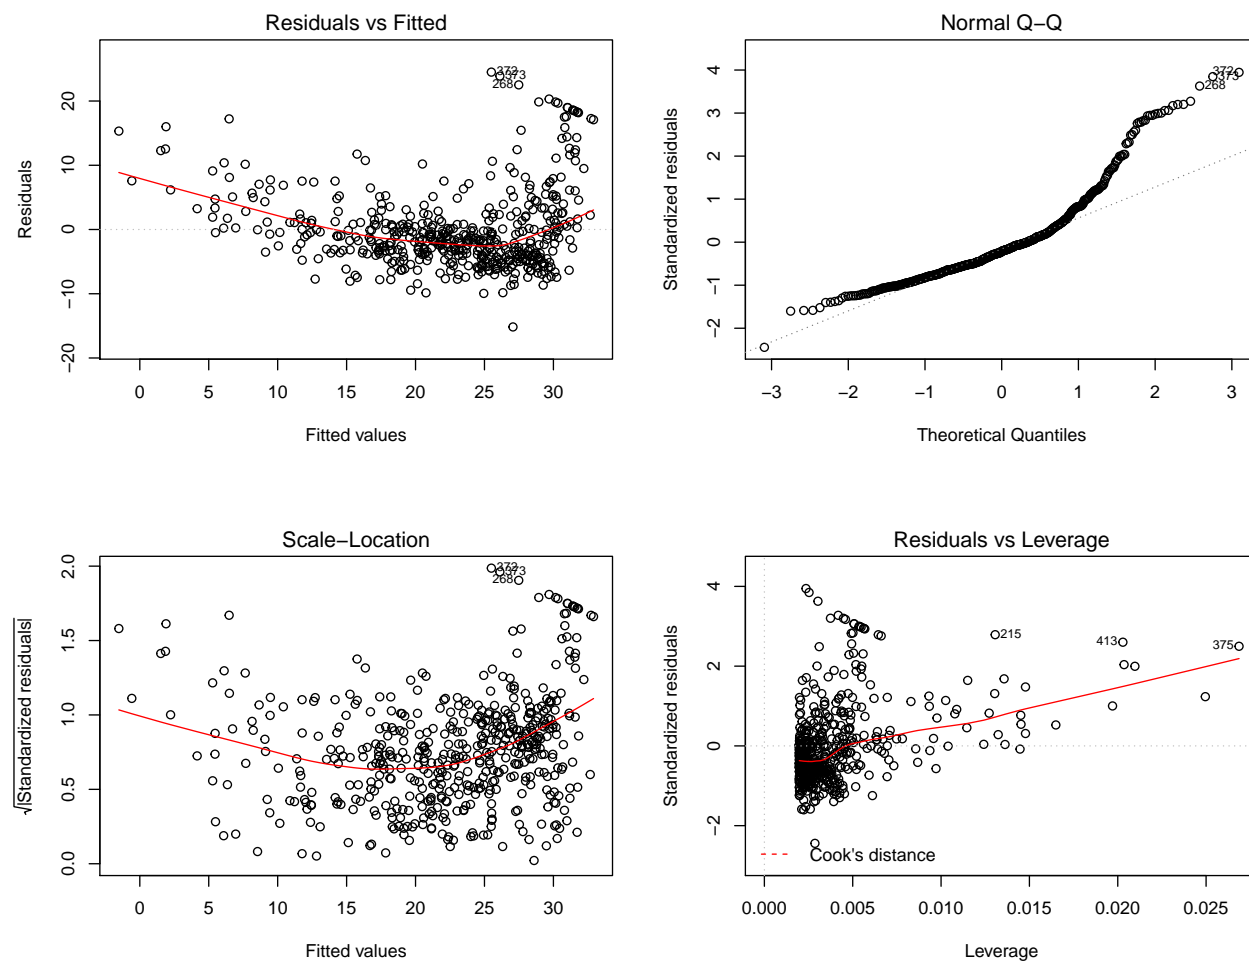 Residuals vs Fitted
Residuals
20
10
0
−10
−20
372
373
268
0 5 10 15 20 25 30
Fitted values
Normal Q−Q
Standardized residuals
4
3
2
1
0
−1
−2
372
373
268
−3 −2 −1 0 1 2 3
Theoretical Quantiles
Scale−Location
√|Standardized residuals|
2.0
1.5
1.0
0.5
0.0
372
373
268
0 5 10 15 20 25 30
Fitted values
Residuals vs Leverage
Standardized residuals
4
2
0
−2
215
413
375
Cook's distance
0.000 0.005 0.010 0.015 0.020 0.025
Leverage